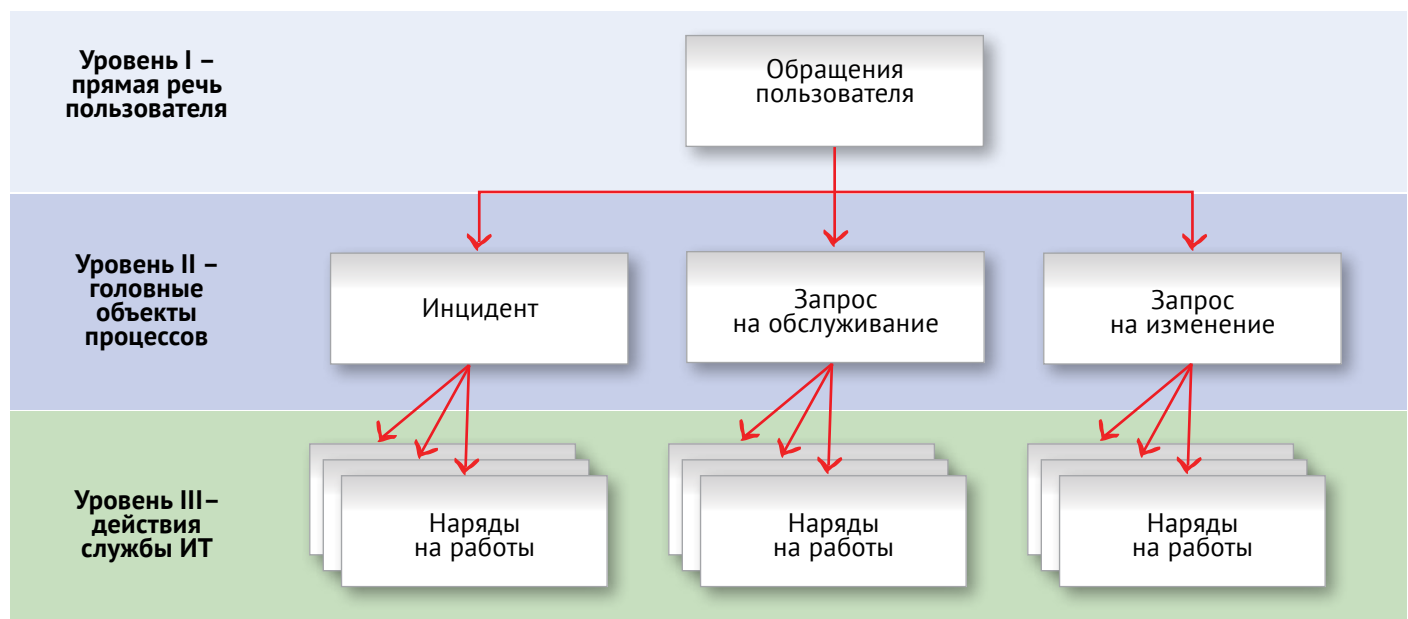 Уровень I –
прямая речь
пользователя
Обращения
пользователя
Уровень II –
головные
объекты
процессов
Инцидент
Запрос
на обслуживание
Запрос
на изменение
Уровень III–
действия
службы ИТ
Наряды
на работы
Наряды
на работы
Наряды
на работы